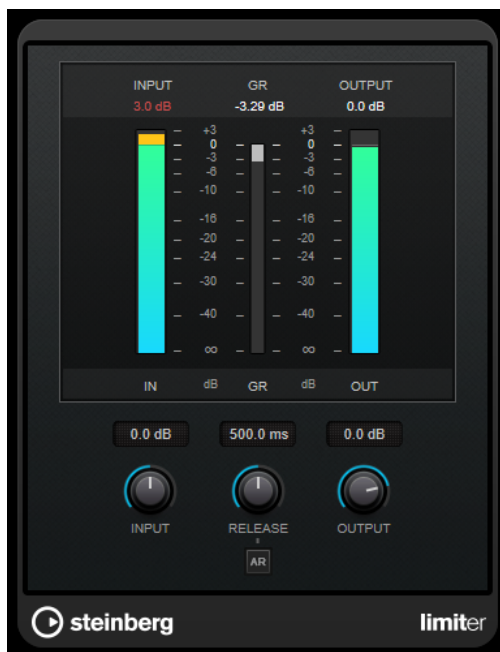 INPUT GR OUTPUT
3.0 dB -3.29 dB 0.0 dB
+3 +3
0 0
-3 -3
-6 -6
-10 -10
-16 -16
-20 -20
-24 -24
-30 -30
-40 -40
∞ ∞
IN dB GR dB OUT
0.0 dB 500.0 ms 0.0 dB
INPUT RELEASE OUTPUT
AR
steinberg limiter